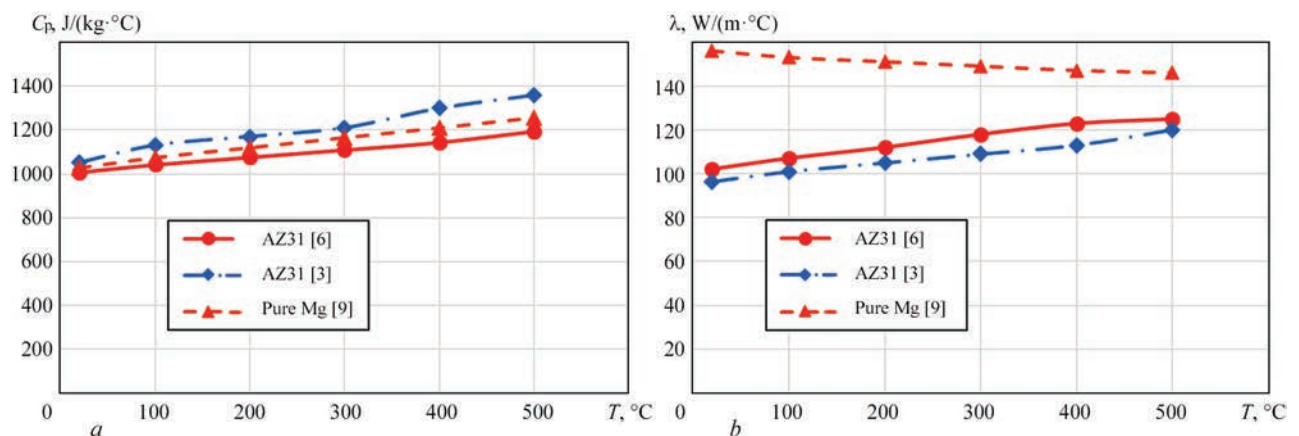 Cp, J/(kg·°C)
1400
1200
1000
800
600
400
200
0
100
200
300
400
500
T, °C
AZ31 [6]
AZ31 [3]
Pure Mg [9]
a
λ, W/(m·°C)
140
120
100
80
60
40
20
0
100
200
300
400
500
T, °C
AZ31 [6]
AZ31 [3]
Pure Mg [9]
b